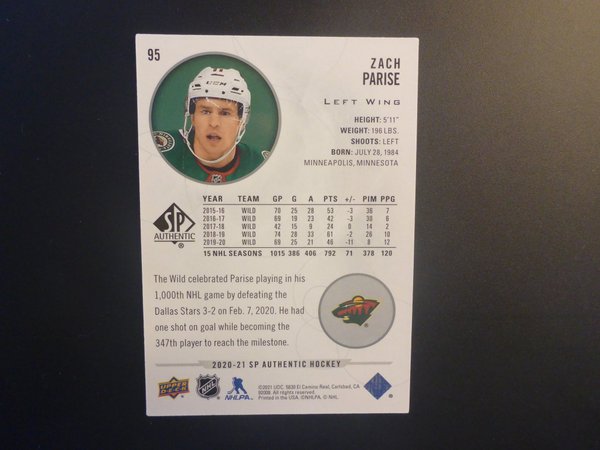 95
ZACH
PARISE
LEFT WING
HEIGHT: 5'11"
WEIGHT: 196 LBS.
SHOOTS: LEFT
BORN: JULY 28, 1984
MINNEAPOLIS, MINNESOTA
CCM
YEAR TEAM GP G A PTS +/- PIM PPG
2015-16 WILD 70 25 28 53 -3 36 7
2016-17 WILD 69 19 23 42 -3 30 6
2017-18 WILD 42 15 9 24 0 14 2
2018-19 WILD 74 28 33 61 -2 26 10
2019-20 WILD 69 25 21 46 -11 8 12
15 NHL SEASONS 1015 386 406 792 71 378 120
SP
AUTHENTIC
®
The Wild celebrated Parise playing in his
1,000th NHL game by defeating the
Dallas Stars 3-2 on Feb. 7, 2020. He had
one shot on goal while becoming the
347th player to reach the milestone.
®
2020-21 SP AUTHENTIC HOCKEY
UPPER DECK
NHL
NHLPA
©2021 UDC, 5830 El Camino Real, Carlsbad, CA
92008. All Rights Reserved.
Printed in the USA. ©NHLPA. © NHL
®